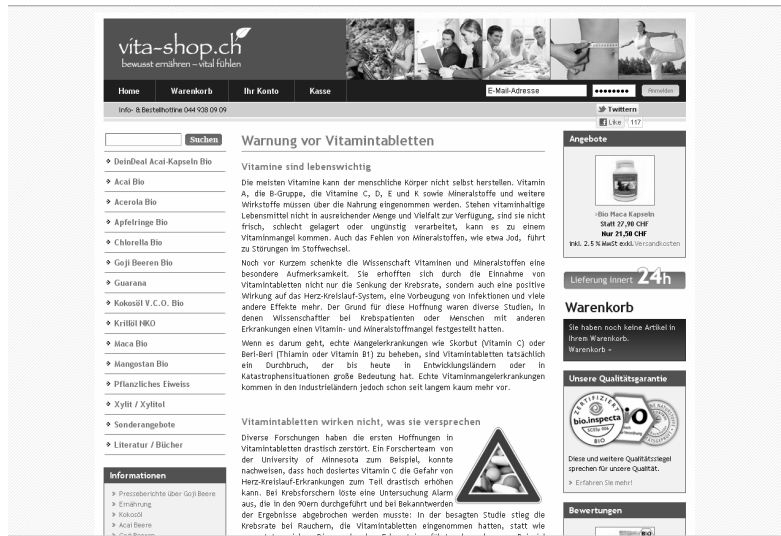 vita-shop.ch
bewusst ernähren – vital fühlen
Home Warenkorb Ihr Konto Kasse
E-Mail-Adresse
Anmelden
Info- & Bestellhotline 044 938 09 09
Twittern
Like 117
Suchen
DeinDeal Acai-Kapseln Bio
Acai Bio
Acerola Bio
Apfelringe Bio
Chlorella Bio
Goji Beeren Bio
Guarana
Kokosöl V.C.O. Bio
Krillöl NKO
Maca Bio
Mangostan Bio
Pflanzliches Eiweiss
Xylit / Xylitol
Sonderangebote
Literatur / Bücher
Informationen
Presseberichte über Goji Beere
Ernährung
Kokosöl
Acai Beere
Warnung vor Vitamintabletten
Vitamine sind lebenswichtig
Die meisten Vitamine kann der menschliche Körper nicht selbst herstellen. Vitamin
A, die B-Gruppe, die Vitamine C, D, E und K sowie Mineralstoffe und weitere
Wirkstoffe müssen über die Nahrung eingenommen werden. Stehen vitaminhaltige
Lebensmittel nicht in ausreichender Menge und Vielfalt zur Verfügung, sind sie nicht
frisch, schlecht gelagert oder ungünstig verarbeitet, kann es zu einem
Vitaminmangel kommen. Auch das Fehlen von Mineralstoffen, wie etwa Jod, führt
zu Störungen im Stoffwechsel.
Noch vor Kurzem schenkte die Wissenschaft Vitaminen und Mineralstoffen eine
besondere Aufmerksamkeit. Sie erhofften sich durch die Einnahme von
Vitamintabletten nicht nur die Senkung der Krebsrate, sondern auch eine positive
Wirkung auf das Herz-Kreislauf-System, eine Vorbeugung von Infektionen und viele
andere Effekte mehr. Der Grund für diese Hoffnung waren diverse Studien, in
denen Wissenschaftler bei Krebspatienten oder Menschen mit anderen
Erkrankungen einen Vitamin- und Mineralstoffmangel festgestellt hatten.
Wenn es darum geht, echte Mangelerkrankungen wie Skorbut (Vitamin C) oder
Beri-Beri (Thiamin oder Vitamin B1) zu beheben, sind Vitamintabletten tatsächlich
ein Durchbruch, der bis heute in Entwicklungsländern oder in
Katastrophensituationen große Bedeutung hat. Echte Vitaminmangelerkrankungen
kommen in den Industrieländern jedoch schon seit langem kaum mehr vor.
Vitamintabletten wirken nicht, was sie versprechen
Diverse Forschungen haben die ersten Hoffnungen in
Vitamintabletten drastisch zerstört. Ein Forscherteam von
der University of Minnesota zum Beispiel, konnte
nachweisen, dass hoch dosiertes Vitamin C die Gefahr von
Herz-Kreislauf-Erkrankungen zum Teil drastisch erhöhen
kann. Bei Krebsforschern löste eine Untersuchung Alarm
aus, die in den 90ern durchgeführt und bei Bekanntwerden
der Ergebnisse abgebrochen werden musste: In der besagten Studie stieg die
Krebsrate bei Rauchern, die Vitamintabletten eingenommen hatten, statt wie
Angebote
Bio Maca Kapseln
Statt 27,90 CHF
Nur 21,50 CHF
inkl. 2.5 % MwSt exkl. Versandkosten
Lieferung innert 24h
Warenkorb
Sie haben noch keine Artikel in
Ihrem Warenkorb.
Warenkorb »
Unsere Qualitätsgarantie
ZERTIFIZIERT
bio.inspecta
BIO
Diese und weitere Qualitätssiegel
sprechen für unsere Qualität.
Erfahren Sie mehr!
Bewertungen